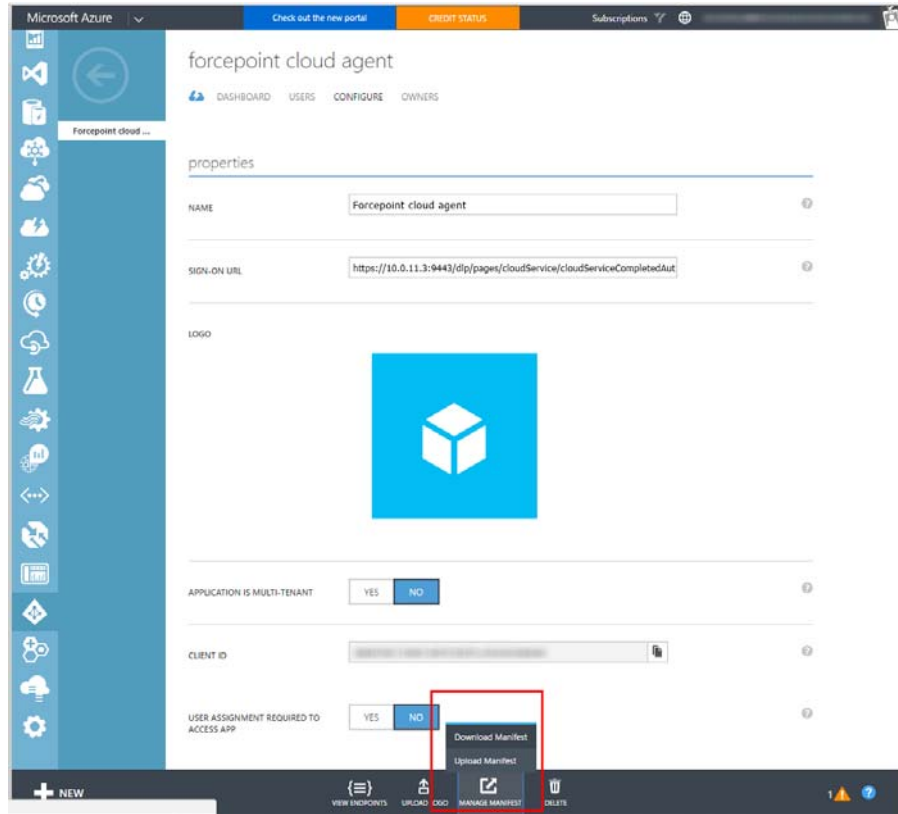 Microsoft Azure
Check out the new portal
CREDIT STATUS
Subscriptions
forcepoint cloud agent
DASHBOARD USERS CONFIGURE OWNERS
Forcepoint cloud ...
properties
NAME
Forcepoint cloud agent
SIGN-ON URL
https://10.0.11.3:9443/dlp/pages/cloudService/cloudServiceCompletedAut
LOGO
APPLICATION IS MULTI-TENANT
YES NO
CLIENT ID
USER ASSIGNMENT REQUIRED TO
ACCESS APP
YES NO
Download Manifest
Upload Manifest
NEW
VIEW ENDPOINTS
UPLOAD LOGO
MANAGE MANIFEST
DELETE
1